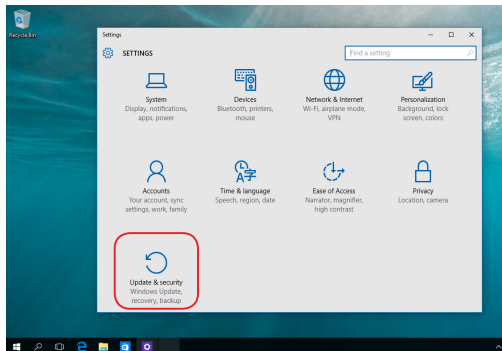 Recycle Bin
Settings
SETTINGS
Find a setting
System
Display, notifications,
apps, power
Devices
Bluetooth, printers,
mouse
Network & Internet
Wi-Fi, airplane mode,
VPN
Personalization
Background, lock
screen, colors
Accounts
Your account, sync
settings, work, family
Time & language
Speech, region, date
Ease of Access
Narrator, magnifier,
high contrast
Privacy
Location, camera
Update & security
Windows Update,
recovery, backup